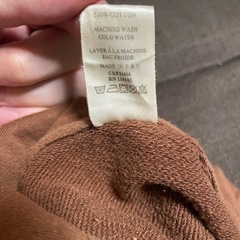 100% COTTON
MACHINE WASH
COLD WATER
LAVER À LA MACHINE
EAU FROIDE
MADE IN P. R. C